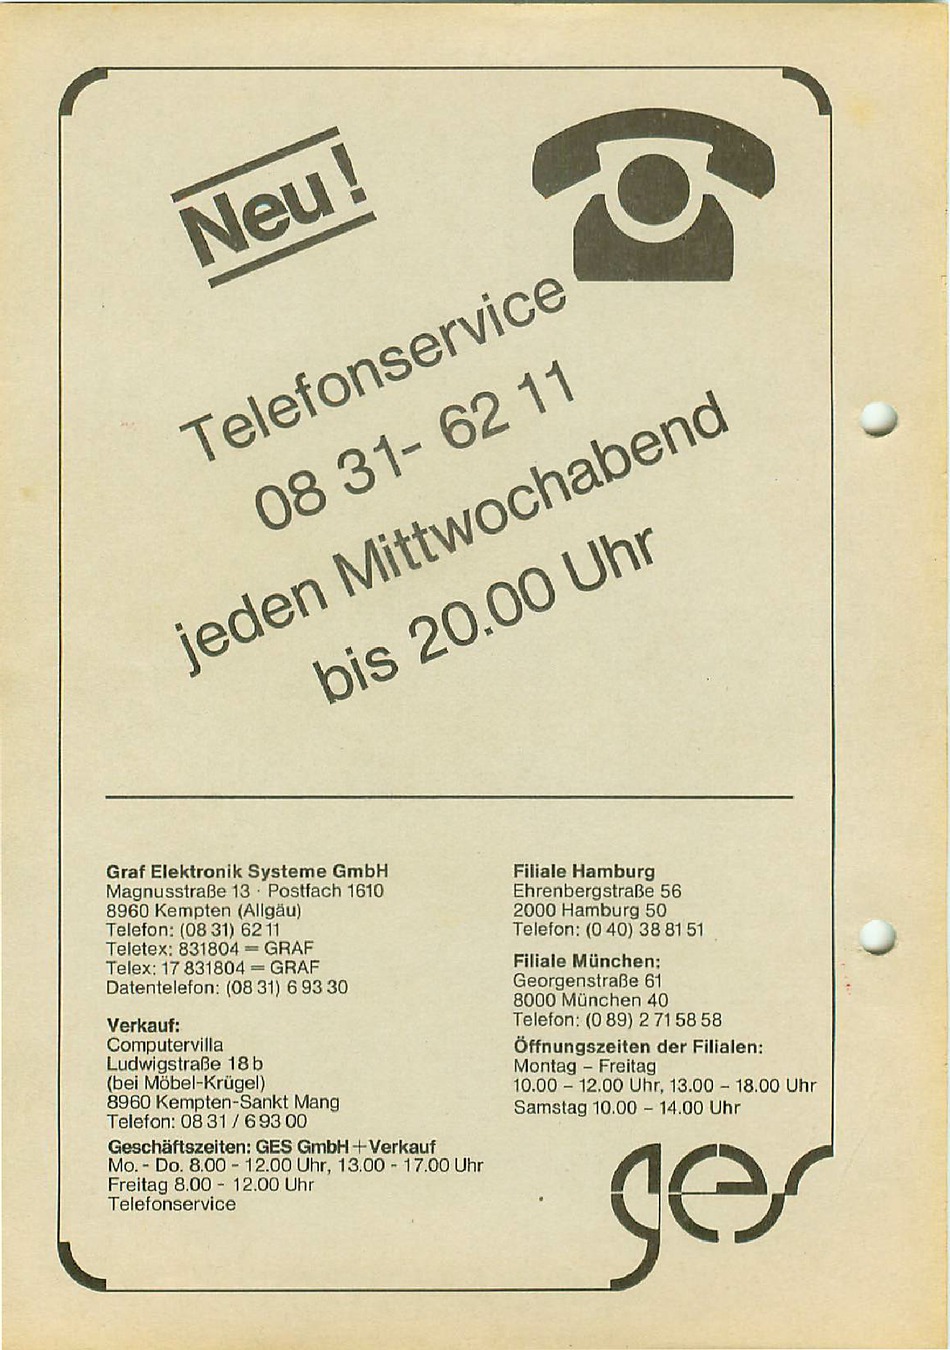 Neu!
Telefonservice
08 31- 62 11
jeden Mittwochabend
bis 20.00 Uhr
Graf Elektronik Systeme GmbH
Magnusstraße 13 · Postfach 1610
8960 Kempten (Allgäu)
Telefon: (08 31) 62 11
Teletex: 831804 = GRAF
Telex: 17 831804 = GRAF
Datentelefon: (08 31) 6 93 30
Verkauf:
Computervilla
Ludwigstraße 18 b
(bei Möbel-Krügel)
8960 Kempten-Sankt Mang
Telefon: 08 31 / 6 93 00
Geschäftszeiten: GES GmbH+Verkauf
Mo. - Do. 8.00 - 12.00 Uhr, 13.00 - 17.00 Uhr
Freitag 8.00 - 12.00 Uhr
Telefonservice
Filiale Hamburg
Ehrenbergstraße 56
2000 Hamburg 50
Telefon: (0 40) 38 81 51
Filiale München:
Georgenstraße 61
8000 München 40
Telefon: (0 89) 2 71 58 58
Öffnungszeiten der Filialen:
Montag – Freitag
10.00 – 12.00 Uhr, 13.00 – 18.00 Uhr
Samstag 10.00 – 14.00 Uhr
ges